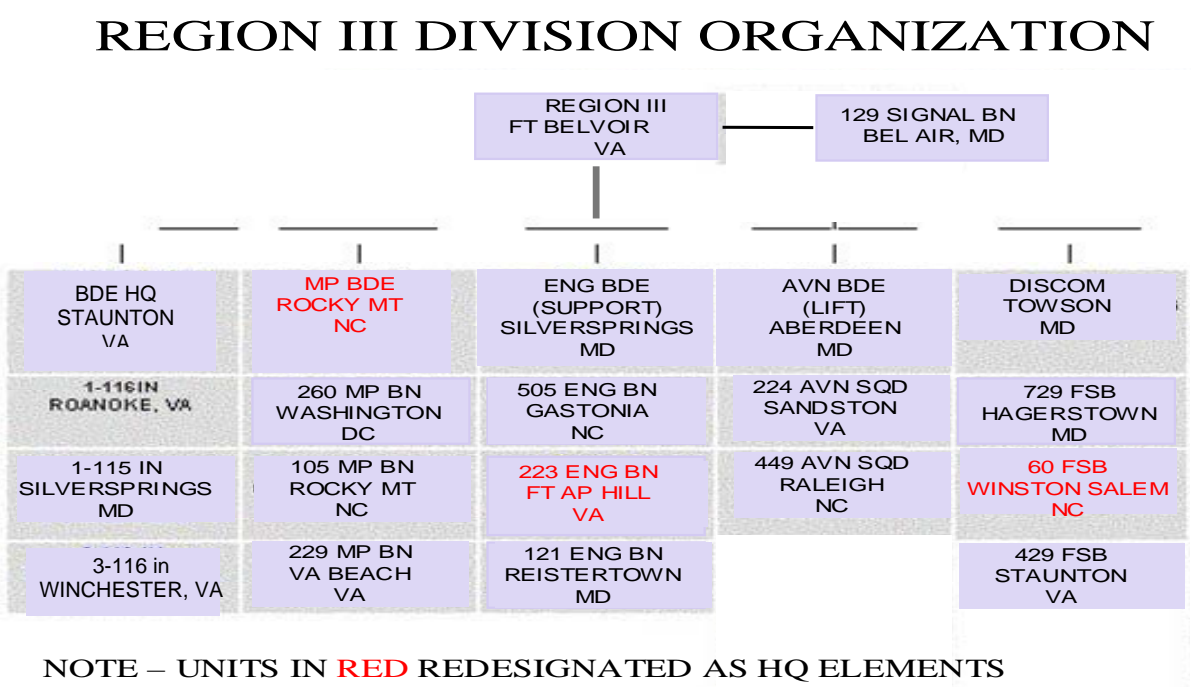 REGION III DIVISION ORGANIZATION
REGION III
FT BELVOIR
VA
129 SIGNAL BN
BEL AIR, MD
BDE HQ
STAUNTON
VA
MP BDE
ROCKY MT
NC
ENG BDE
(SUPPORT)
SILVERSPRINGS
MD
AVN BDE
(LIFT)
ABERDEEN
MD
DISCOM
TOWSON
MD
1-116IN
ROANOKE, VA
260 MP BN
WASHINGTON
DC
505 ENG BN
GASTONIA
NC
224 AVN SQD
SANDSTON
VA
729 FSB
HAGERSTOWN
MD
1-115 IN
SILVERSPRINGS
MD
105 MP BN
ROCKY MT
NC
223 ENG BN
FT AP HILL
VA
449 AVN SQD
RALEIGH
NC
60 FSB
WINSTON SALEM
NC
3-116 in
WINCHESTER, VA
229 MP BN
VA BEACH
VA
121 ENG BN
REISTERTOWN
MD
429 FSB
STAUNTON
VA
NOTE – UNITS IN RED REDESIGNATED AS HQ ELEMENTS